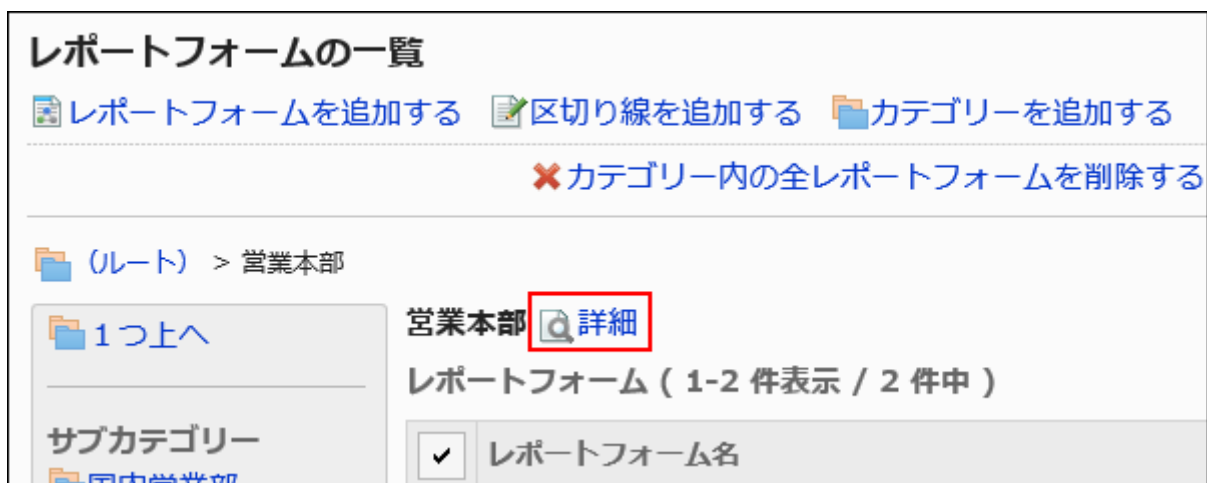 レポートフォームの一覧
レポートフォームを追加する 区切り線を追加する カテゴリーを追加する
カテゴリー内の全レポートフォームを削除する
（ルート） > 営業本部
1つ上へ
サブカテゴリー
国内営業部
営業本部 詳細
レポートフォーム ( 1-2 件表示 / 2 件中 )
レポートフォーム名